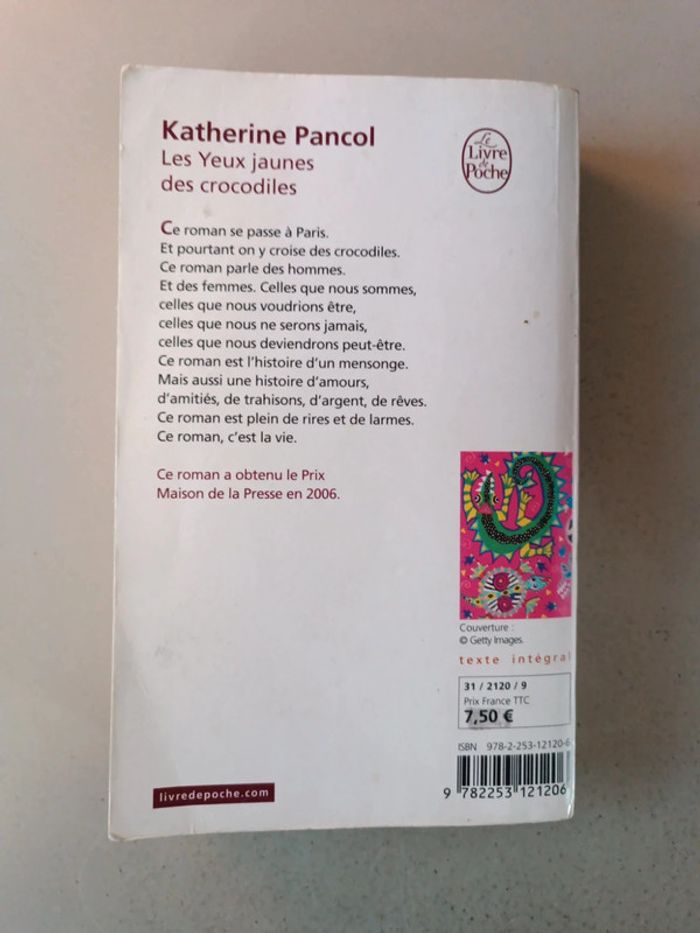 Katherine Pancol
Les Yeux jaunes
des crocodiles
Le
Livre
de
Poche
Ce roman se passe à Paris.
Et pourtant on y croise des crocodiles.
Ce roman parle des hommes.
Et des femmes. Celles que nous sommes,
celles que nous voudrions être,
celles que nous ne serons jamais,
celles que nous deviendrons peut-être.
Ce roman est l'histoire d'un mensonge.
Mais aussi une histoire d'amours,
d'amitiés, de trahisons, d'argent, de rêves.
Ce roman est plein de rires et de larmes.
Ce roman, c'est la vie.
Ce roman a obtenu le Prix
Maison de la Presse en 2006.
Couverture :
© Getty Images.
texte intégral
31 / 2120 / 9
Prix France TTC
7,50 €
ISBN 978-2-253-12120-6
9 782253 121206
livredepoche.com